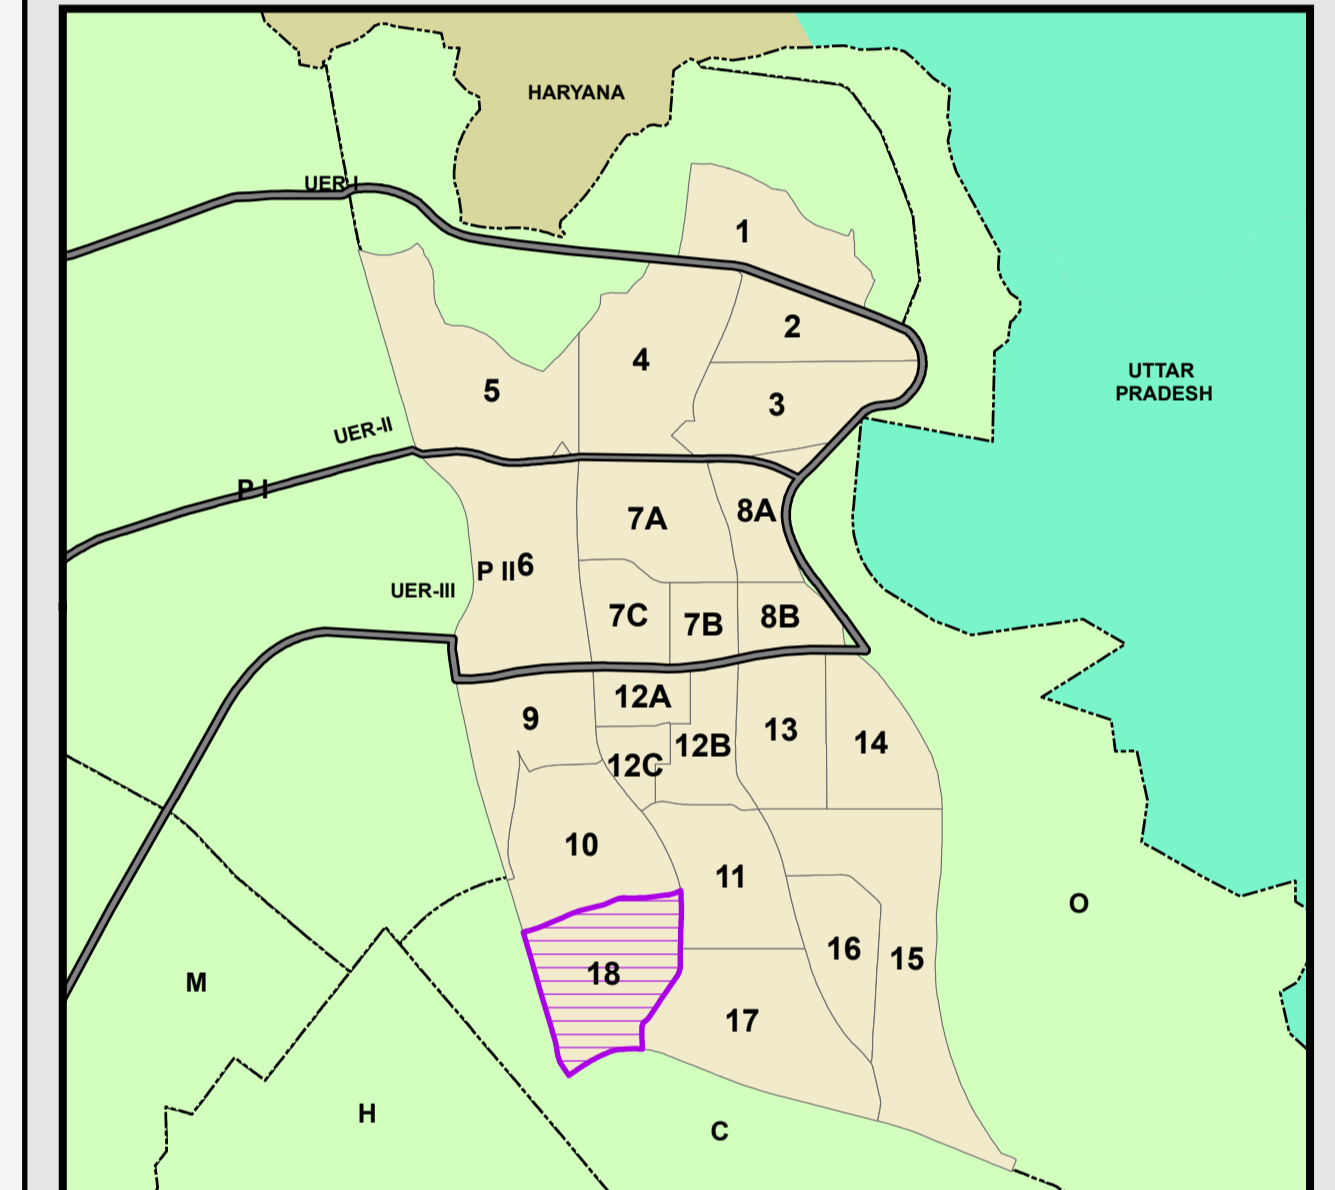 HARYANA
UER-I
1
2
4
UTTAR
PRADESH
5
3
UER-II
P I
8A
7A
P II
6
UER-III
7C
7B
8B
12A
9
13
14
12B
12C
10
11
O
16
15
18
M
17
H
C